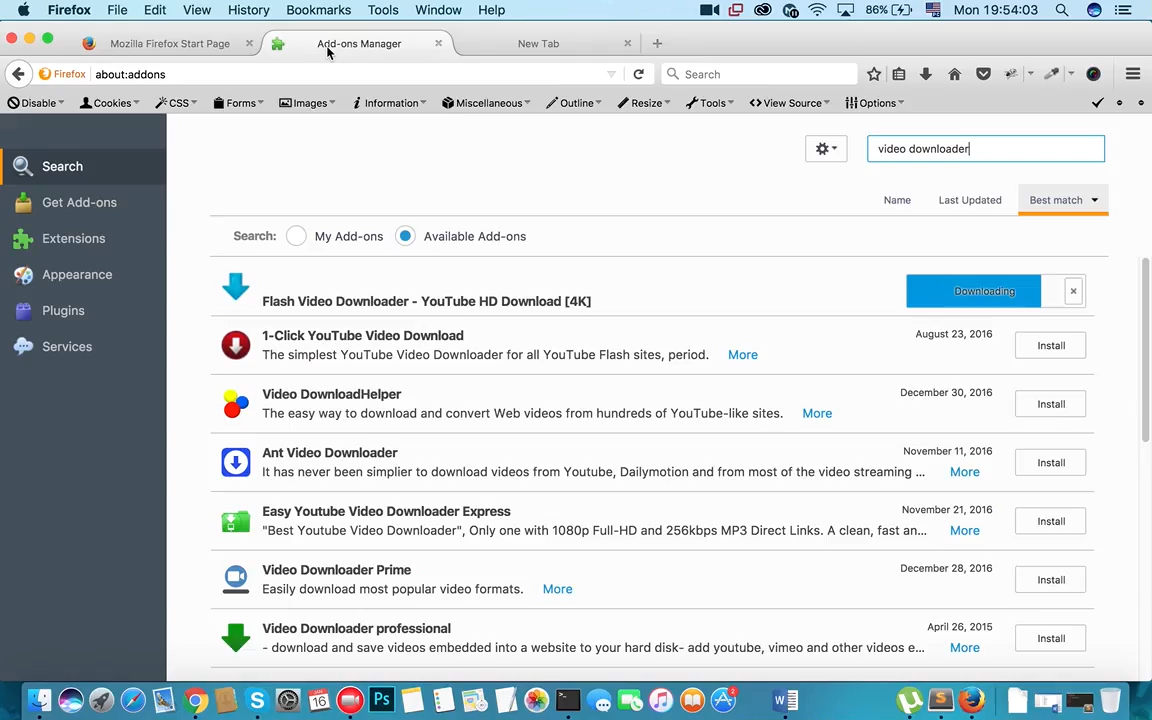 Firefox File Edit View History Bookmarks Tools Window Help 86% Mon 19:54:03
Mozilla Firefox Start Page Add-ons Manager New Tab
Firefox about:addons Search
Disable Cookies CSS Forms Images Information Miscellaneous Outline Resize Tools View Source Options
video downloader
Search
Get Add-ons
Extensions
Appearance
Plugins
Services
Name Last Updated Best match
Search: My Add-ons Available Add-ons
Flash Video Downloader - YouTube HD Download [4K] Downloading
1-Click YouTube Video Download August 23, 2016 Install
The simplest YouTube Video Downloader for all YouTube Flash sites, period. More
Video DownloadHelper December 30, 2016 Install
The easy way to download and convert Web videos from hundreds of YouTube-like sites. More
Ant Video Downloader November 11, 2016 Install
It has never been simplier to download videos from Youtube, Dailymotion and from most of the video streaming ... More
Easy Youtube Video Downloader Express November 21, 2016 Install
"Best Youtube Video Downloader", Only one with 1080p Full-HD and 256kbps MP3 Direct Links. A clean, fast an... More
Video Downloader Prime December 28, 2016 Install
Easily download most popular video formats. More
Video Downloader professional April 26, 2015 Install
- download and save videos embedded into a website to your hard disk- add youtube, vimeo and other videos e... More
16 Ps W 2